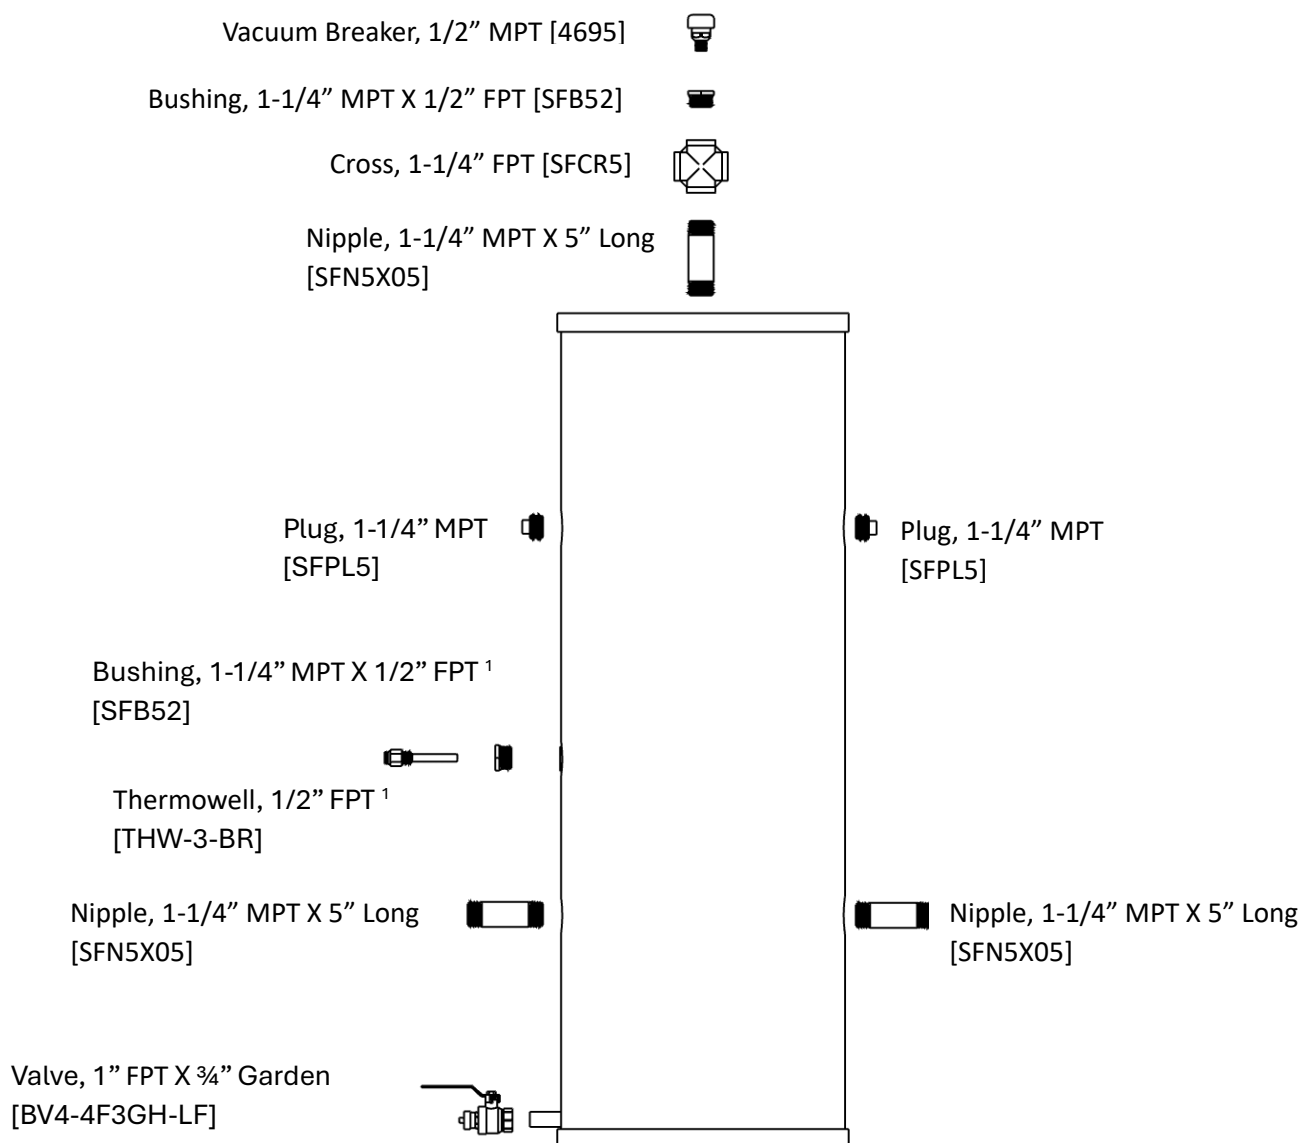 Vacuum Breaker, 1/2” MPT [4695]
Bushing, 1-1/4” MPT X 1/2” FPT [SFB52]
Cross, 1-1/4” FPT [SFCR5]
Nipple, 1-1/4” MPT X 5” Long
[SFN5X05]
Plug, 1-1/4” MPT
[SFPL5]
Plug, 1-1/4” MPT
[SFPL5]
Bushing, 1-1/4” MPT X 1/2” FPT ¹
[SFB52]
Thermowell, 1/2” FPT ¹
[THW-3-BR]
Nipple, 1-1/4” MPT X 5” Long
[SFN5X05]
Nipple, 1-1/4” MPT X 5” Long
[SFN5X05]
Valve, 1” FPT X ¾” Garden
[BV4-4F3GH-LF]